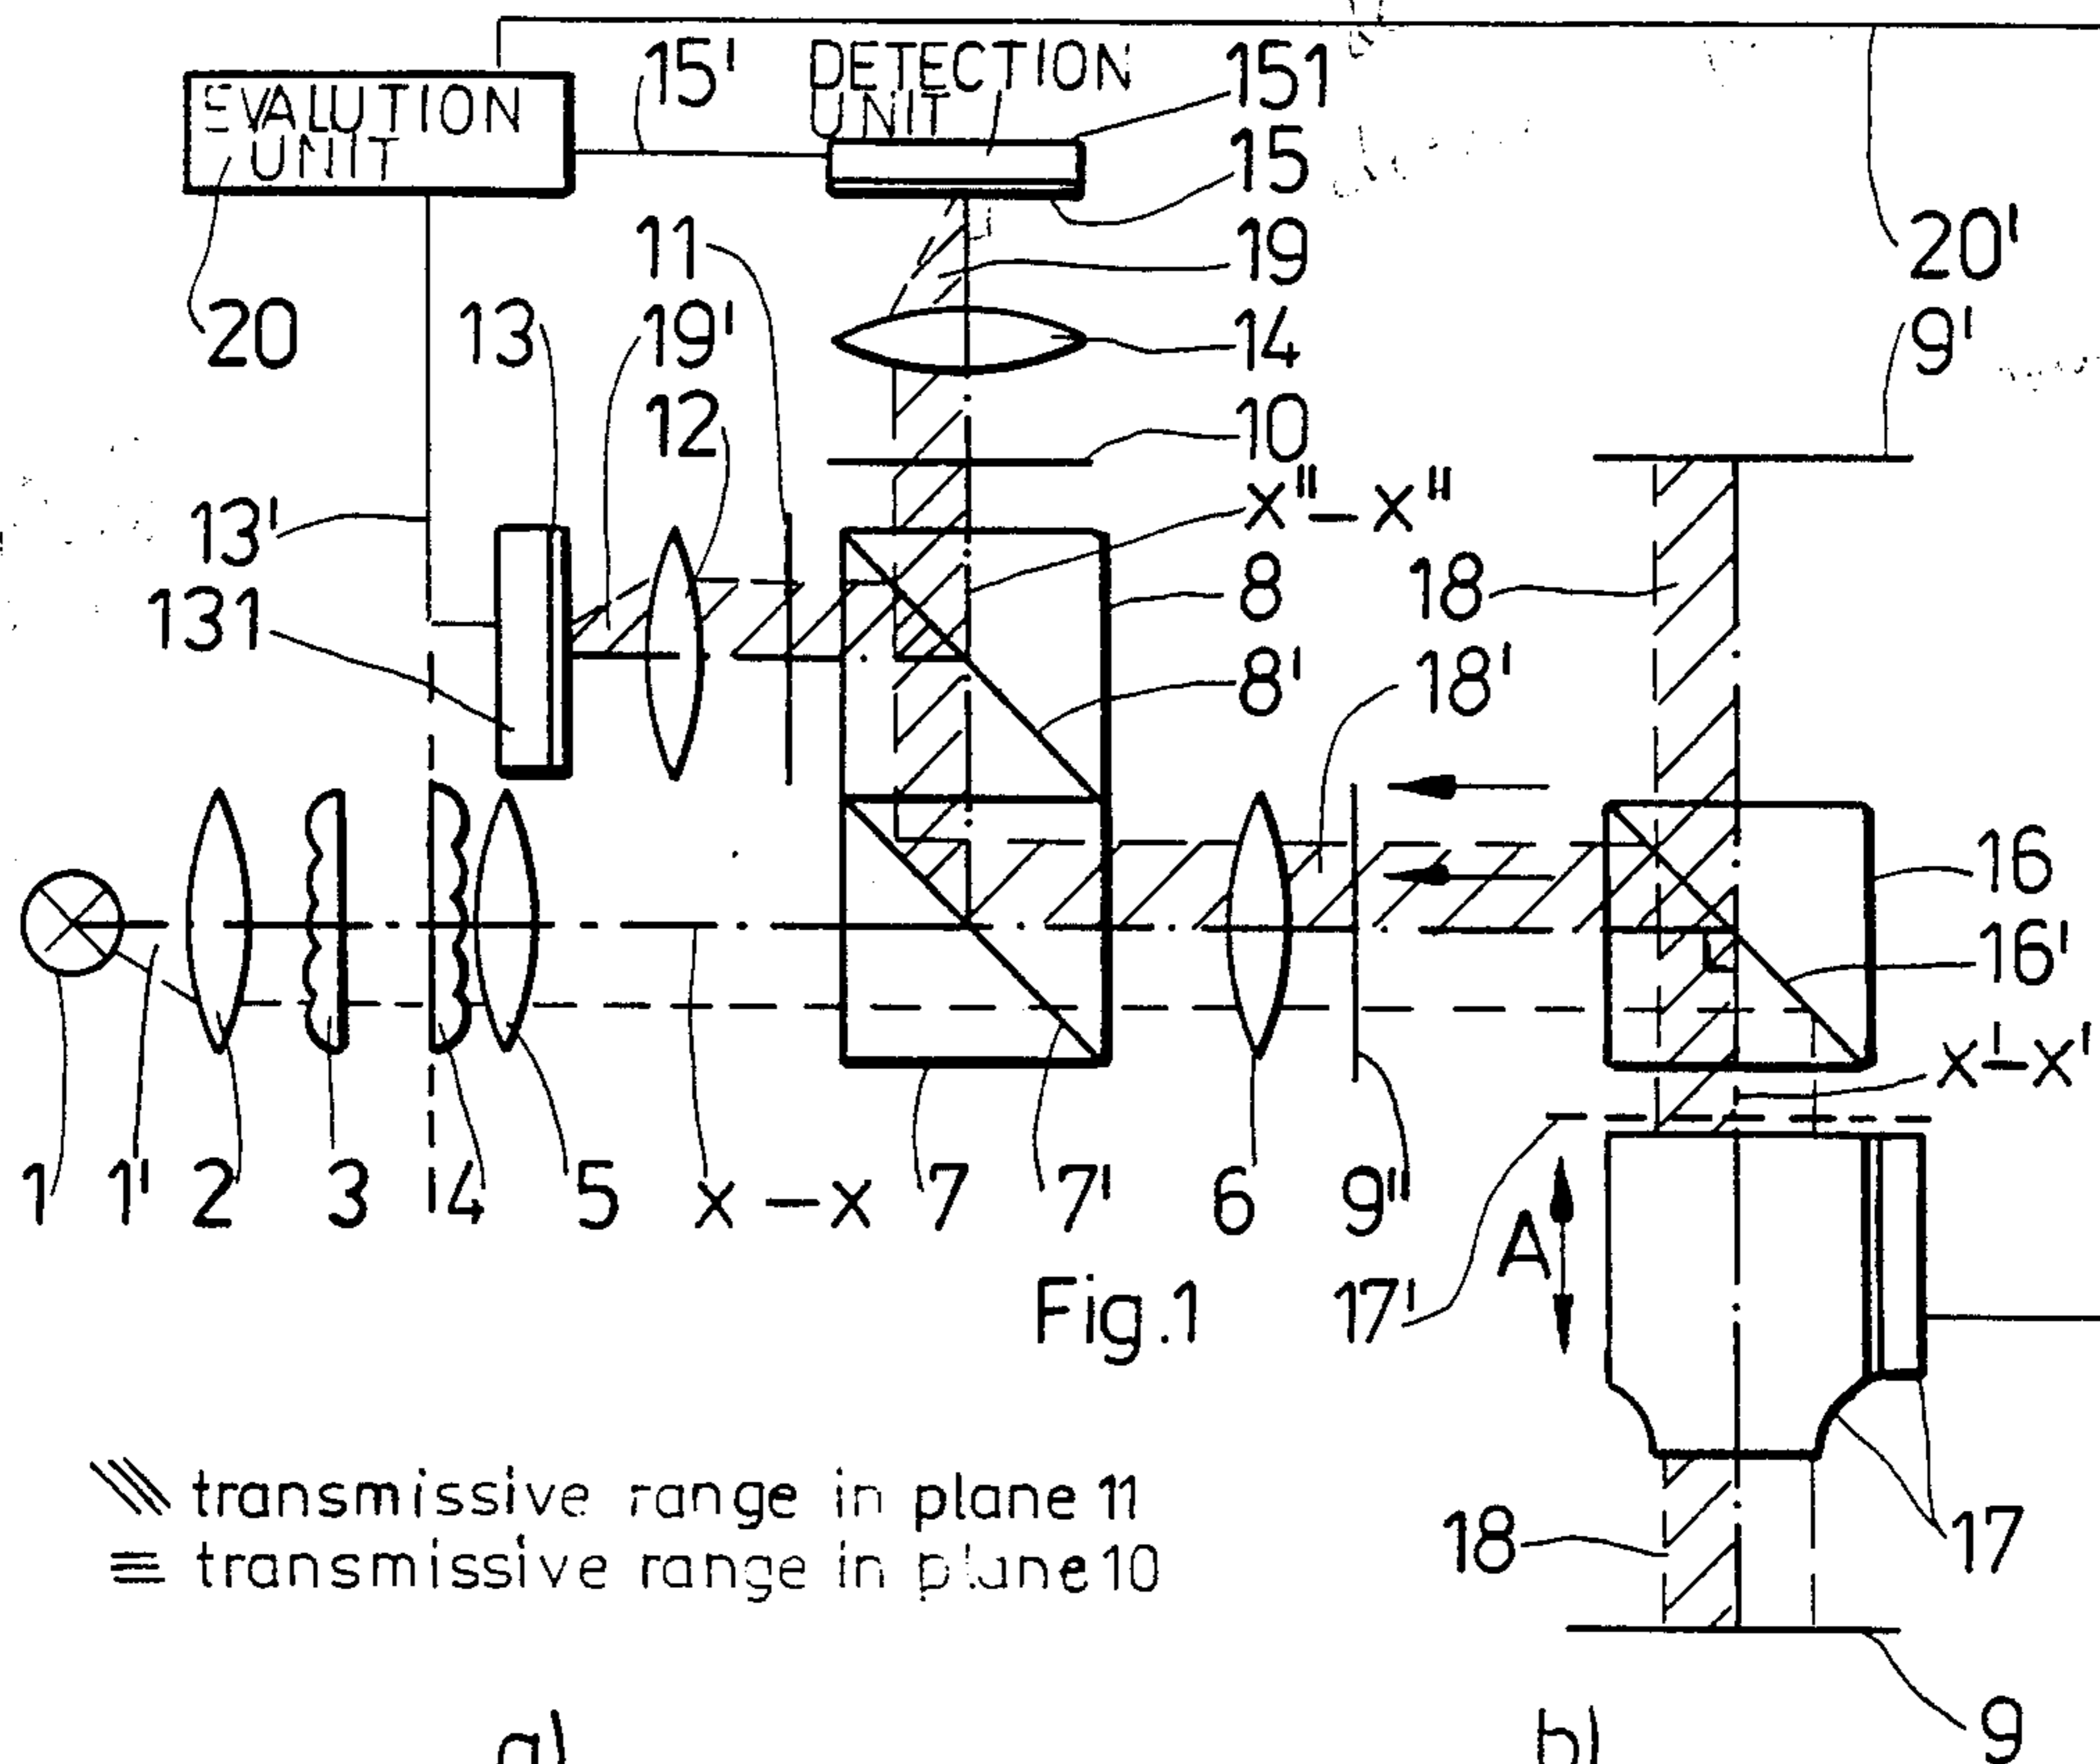 EVALUTION
UNIT
15'
DETECTION
UNIT
151
15
11
19
20'
20
13
19'
14
9'
12
10
13'
x"–x"
8
18
131
8'
18'
16
16'
x'–x'
1
1'
2
3
4
5
x–x
7
7'
6
9"
A
Fig.1
17'
transmissive range in plane 11
transmissive range in plane 10
18
17
9
a)
b)